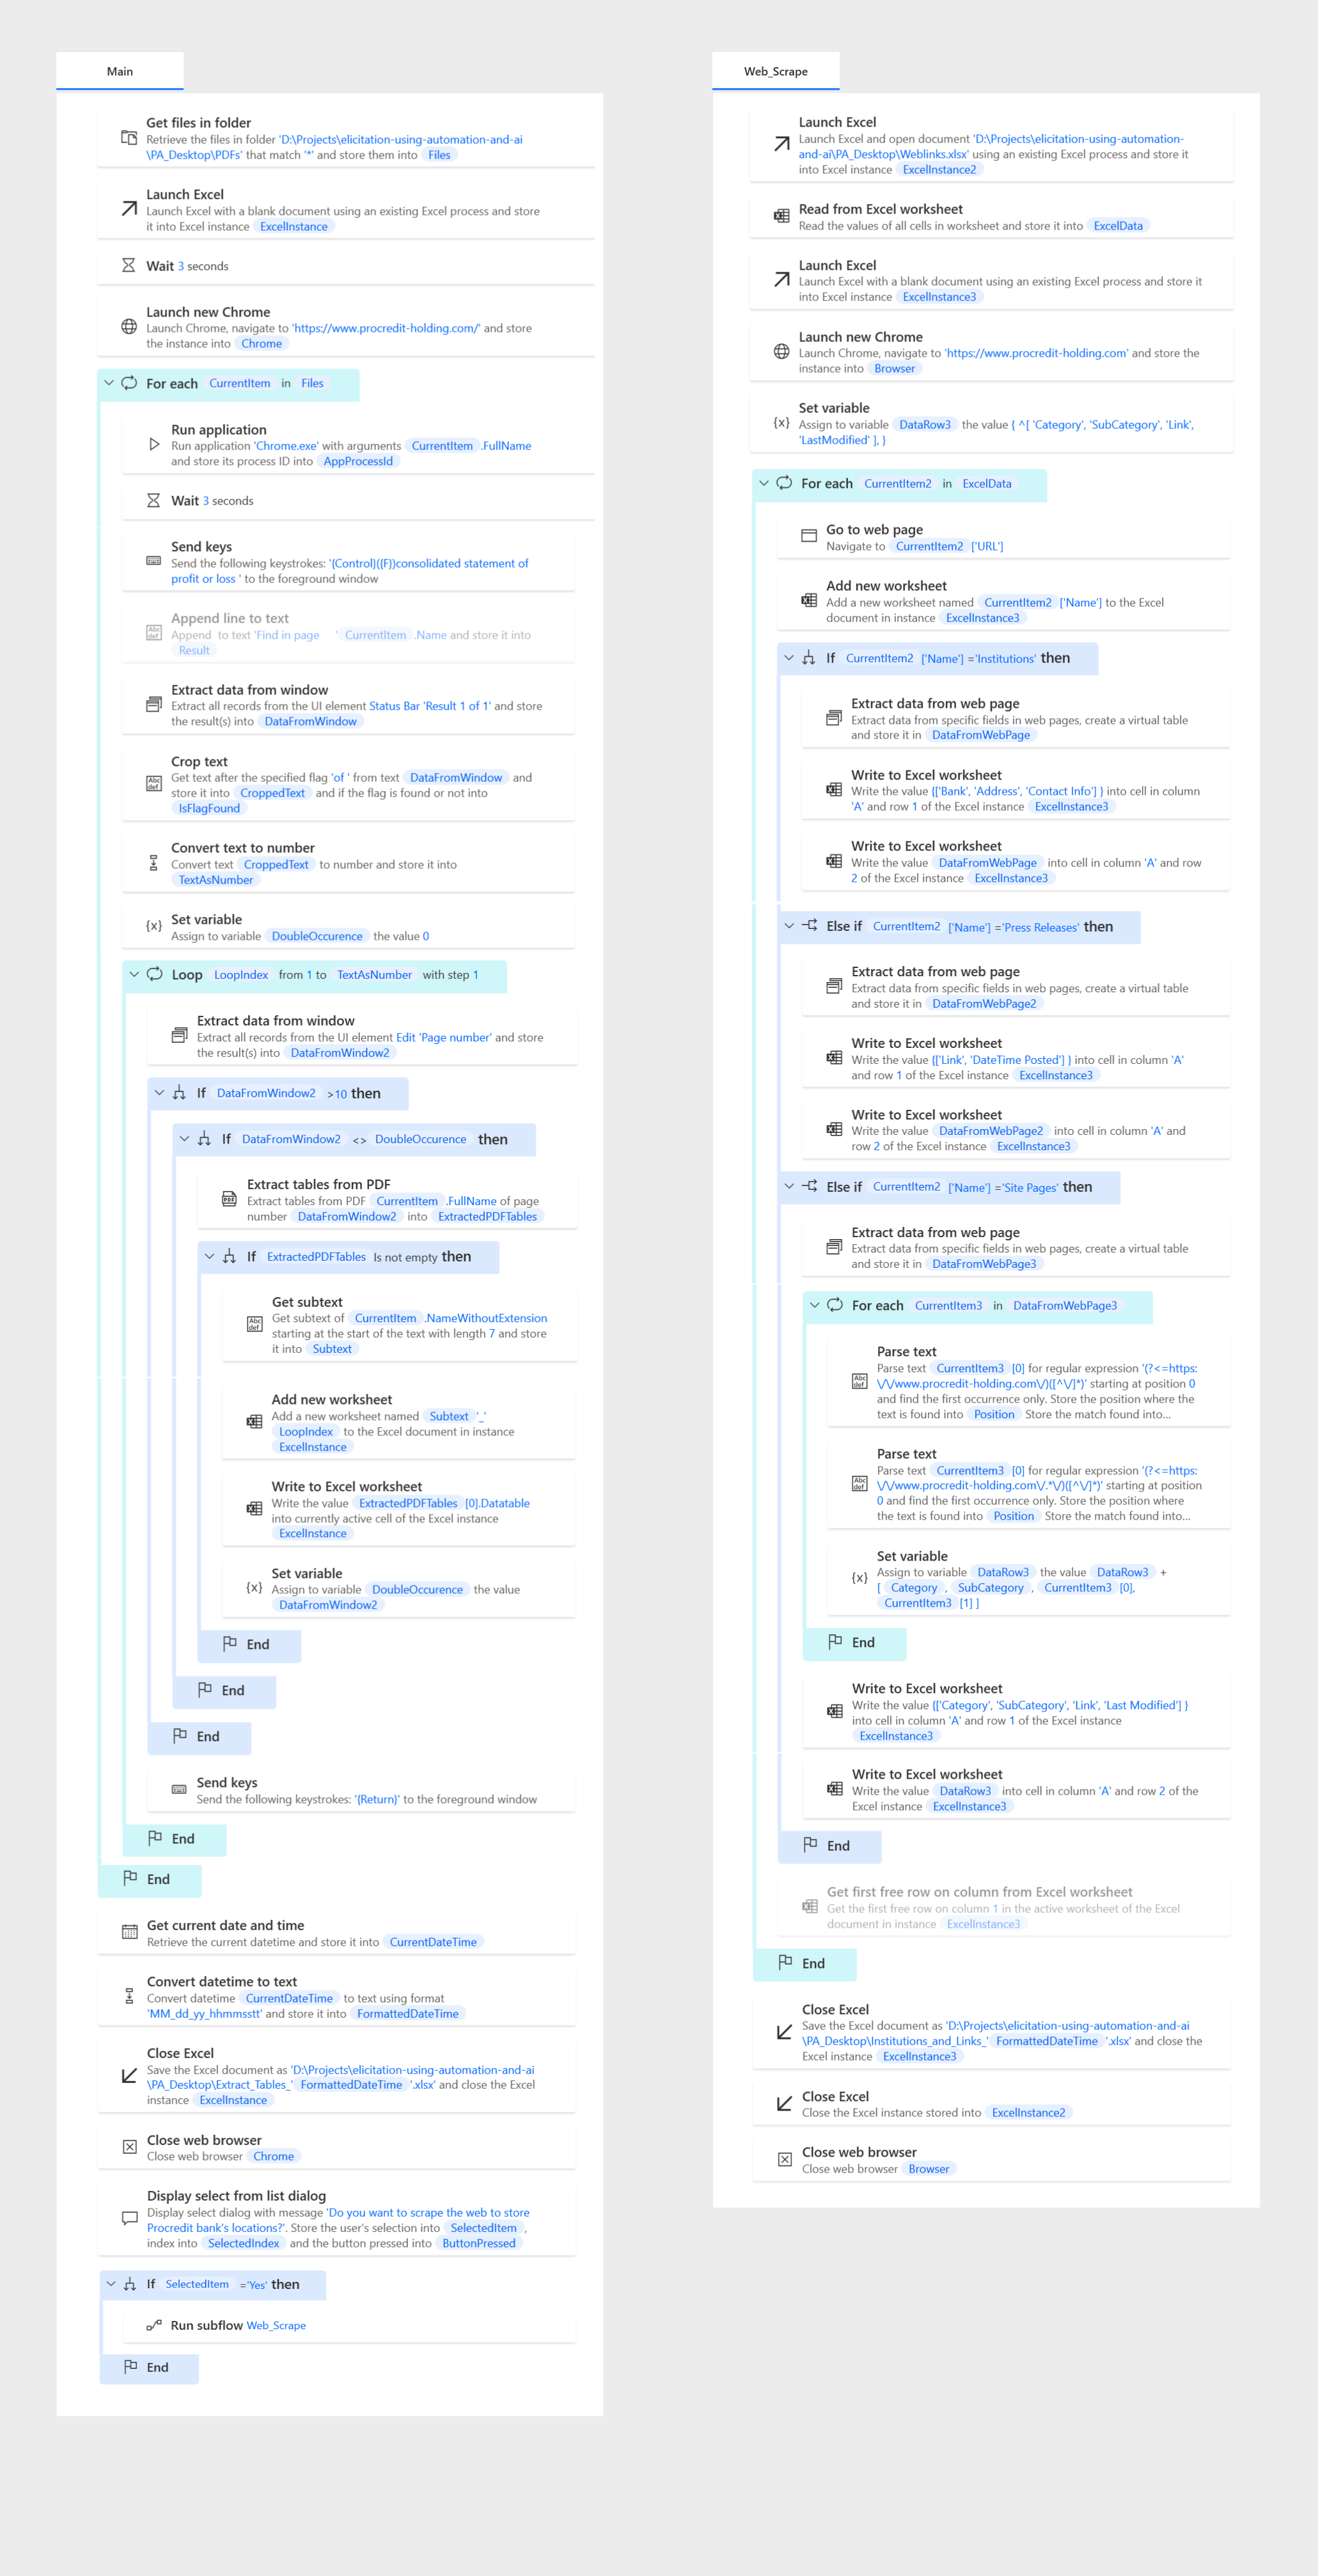 Main
Get files in folder
Retrieve the files in folder 'D:\Projects\elicitation-using-automation-and-ai
\PA_Desktop\PDFs' that match '*' and store them into Files
Launch Excel
Launch Excel with a blank document using an existing Excel process and store
it into Excel instance ExcelInstance
Wait 3 seconds
Launch new Chrome
Launch Chrome, navigate to 'https://www.procredit-holding.com/' and store
the instance into Chrome
For each CurrentItem in Files
Run application
Run application 'Chrome.exe' with arguments CurrentItem .FullName
and store its process ID into AppProcessId
Wait 3 seconds
Send keys
Send the following keystrokes: '{Control}({F})consolidated statement of
profit or loss ' to the foreground window
Append line to text
Append to text 'Find in page ' CurrentItem .Name and store it into
Result
Extract data from window
Extract all records from the UI element Status Bar 'Result 1 of 1' and store
the result(s) into DataFromWindow
Crop text
Get text after the specified flag 'of ' from text DataFromWindow and
store it into CroppedText and if the flag is found or not into
IsFlagFound
Convert text to number
Convert text CroppedText to number and store it into
TextAsNumber
Set variable
Assign to variable DoubleOccurence the value 0
Loop LoopIndex from 1 to TextAsNumber with step 1
Extract data from window
Extract all records from the UI element Edit 'Page number' and store
the result(s) into DataFromWindow2
If DataFromWindow2 >10 then
If DataFromWindow2 <> DoubleOccurence then
Extract tables from PDF
Extract tables from PDF CurrentItem .FullName of page
number DataFromWindow2 into ExtractedPDFTables
If ExtractedPDFTables Is not empty then
Get subtext
Get subtext of CurrentItem .NameWithoutExtension
starting at the start of the text with length 7 and store
it into Subtext
Add new worksheet
Add a new worksheet named Subtext '_'
LoopIndex to the Excel document in instance
ExcelInstance
Write to Excel worksheet
Write the value ExtractedPDFTables [0].Datatable
into currently active cell of the Excel instance
ExcelInstance
Set variable
Assign to variable DoubleOccurence the value
DataFromWindow2
End
End
End
Send keys
Send the following keystrokes: '{Return}' to the foreground window
End
End
Get current date and time
Retrieve the current datetime and store it into CurrentDateTime
Convert datetime to text
Convert datetime CurrentDateTime to text using format
'MM_dd_yy_hhmmsstt' and store it into FormattedDateTime
Close Excel
Save the Excel document as 'D:\Projects\elicitation-using-automation-and-ai
\PA_Desktop\Extract_Tables_' FormattedDateTime '.xlsx' and close the Excel
instance ExcelInstance
Close web browser
Close web browser Chrome
Display select from list dialog
Display select dialog with message 'Do you want to scrape the web to store
Procredit bank's locations?'. Store the user's selection into SelectedItem ,
index into SelectedIndex and the button pressed into ButtonPressed
If SelectedItem ='Yes' then
Run subflow Web_Scrape
End
Web_Scrape
Launch Excel
Launch Excel and open document 'D:\Projects\elicitation-using-automation-
and-ai\PA_Desktop\Weblinks.xlsx' using an existing Excel process and store it
into Excel instance ExcelInstance2
Read from Excel worksheet
Read the values of all cells in worksheet and store it into ExcelData
Launch Excel
Launch Excel with a blank document using an existing Excel process and store it
into Excel instance ExcelInstance3
Launch new Chrome
Launch Chrome, navigate to 'https://www.procredit-holding.com' and store the
instance into Browser
Set variable
Assign to variable DataRow3 the value { ^[ 'Category', 'SubCategory', 'Link',
'LastModified' ], }
For each CurrentItem2 in ExcelData
Go to web page
Navigate to CurrentItem2 ['URL']
Add new worksheet
Add a new worksheet named CurrentItem2 ['Name'] to the Excel
document in instance ExcelInstance3
If CurrentItem2 ['Name'] ='Institutions' then
Extract data from web page
Extract data from specific fields in web pages, create a virtual table
and store it in DataFromWebPage
Write to Excel worksheet
Write the value {['Bank', 'Address', 'Contact Info'] } into cell in column
'A' and row 1 of the Excel instance ExcelInstance3
Write to Excel worksheet
Write the value DataFromWebPage into cell in column 'A' and row
2 of the Excel instance ExcelInstance3
Else if CurrentItem2 ['Name'] ='Press Releases' then
Extract data from web page
Extract data from specific fields in web pages, create a virtual table
and store it in DataFromWebPage2
Write to Excel worksheet
Write the value {['Link', 'DateTime Posted'] } into cell in column 'A'
and row 1 of the Excel instance ExcelInstance3
Write to Excel worksheet
Write the value DataFromWebPage2 into cell in column 'A' and
row 2 of the Excel instance ExcelInstance3
Else if CurrentItem2 ['Name'] ='Site Pages' then
Extract data from web page
Extract data from specific fields in web pages, create a virtual table
and store it in DataFromWebPage3
For each CurrentItem3 in DataFromWebPage3
Parse text
Parse text CurrentItem3 [0] for regular expression '(?<=https:
\/\/www.procredit-holding.com\/)([^\/]*)' starting at position 0
and find the first occurrence only. Store the position where the
text is found into Position Store the match found into...
Parse text
Parse text CurrentItem3 [0] for regular expression '(?<=https:
\/\/www.procredit-holding.com\/.*\/)([^\/]*)' starting at position
0 and find the first occurrence only. Store the position where
the text is found into Position Store the match found into...
Set variable
Assign to variable DataRow3 the value DataRow3 +
[ Category , SubCategory , CurrentItem3 [0],
CurrentItem3 [1] ]
End
Write to Excel worksheet
Write the value {['Category', 'SubCategory', 'Link', 'Last Modified'] }
into cell in column 'A' and row 1 of the Excel instance
ExcelInstance3
Write to Excel worksheet
Write the value DataRow3 into cell in column 'A' and row 2 of the
Excel instance ExcelInstance3
End
Get first free row on column from Excel worksheet
Get the first free row on column 1 in the active worksheet of the Excel
document in instance ExcelInstance3
End
Close Excel
Save the Excel document as 'D:\Projects\elicitation-using-automation-and-ai
\PA_Desktop\Institutions_and_Links_' FormattedDateTime '.xlsx' and close the
Excel instance ExcelInstance3
Close Excel
Close the Excel instance stored into ExcelInstance2
Close web browser
Close web browser Browser